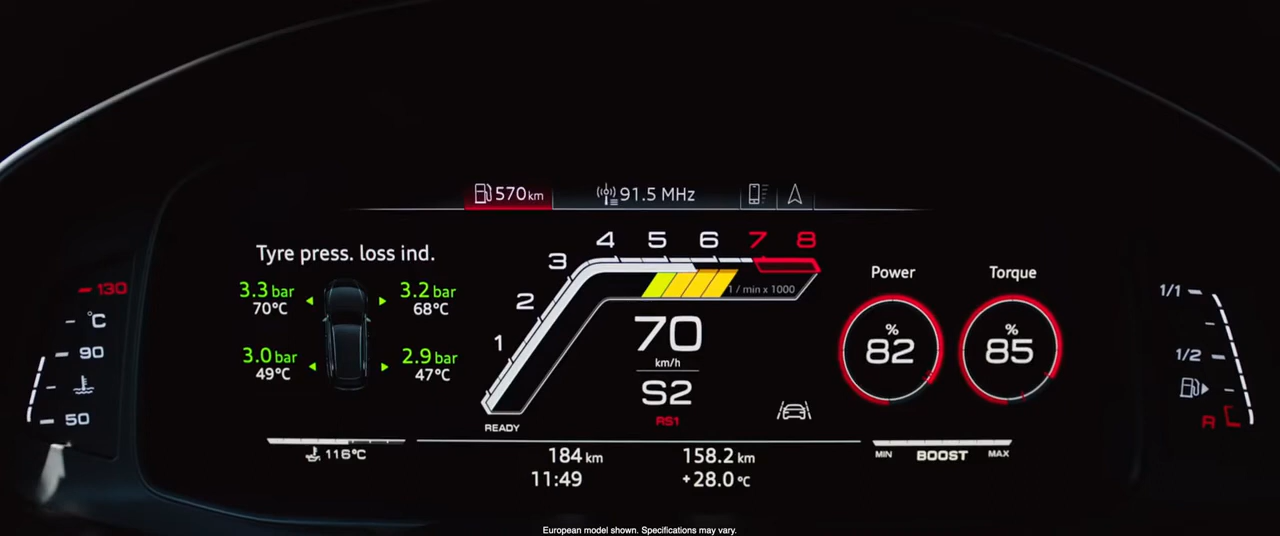 570 km
91.5 MHz
Tyre press. loss ind.
3.3 bar
70°C
3.2 bar
68°C
3.0 bar
49°C
2.9 bar
47°C
130
°C
90
50
116°C
1
2
3
4
5
6
7
8
1 / min x 1000
70
km/h
S2
RS1
READY
184 km
158.2 km
11:49
+28.0 °C
Power
%
82
Torque
%
85
MIN
BOOST
MAX
1/1
1/2
R
European model shown. Specifications may vary.